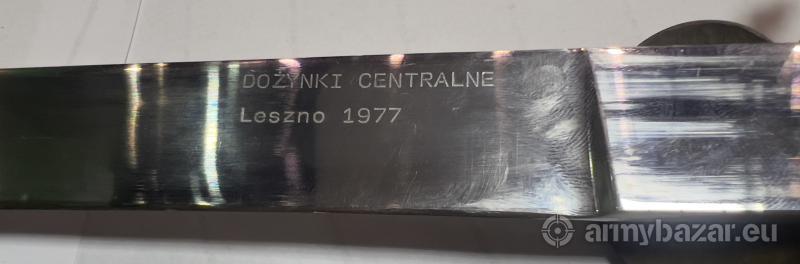 DOŻYNKI CENTRALNE
Leszno 1977
armybazar.eu